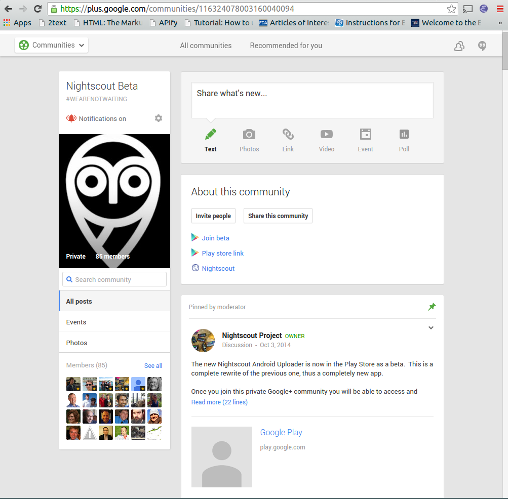 https://plus.google.com/communities/116324078003160040094
Apps
2text
HTML: The Marku
APIfy
Tutorial: How to
Articles of Interes
Instructions for E
Welcome to the E
Communities
All communities
Recommended for you
Nightscout Beta
#WEARENOTWAITING
Notifications on
Private
members
Search community
All posts
Events
Photos
Members (85)
See all
Share what's new...
Text
Photos
Link
Video
Event
Poll
About this community
Invite people
Share this community
Join beta
Play store link
Nightscout
Pinned by moderator
Nightscout Project OWNER
Discussion - Oct 3, 2014
The new Nightscout Android Uploader is now in the Play Store as a beta. This is a
complete rewrite of the previous one, thus a completely new app.
Once you join this private Google+ community you will be able to access and
Read more (22 lines)
Google Play
play.google.com